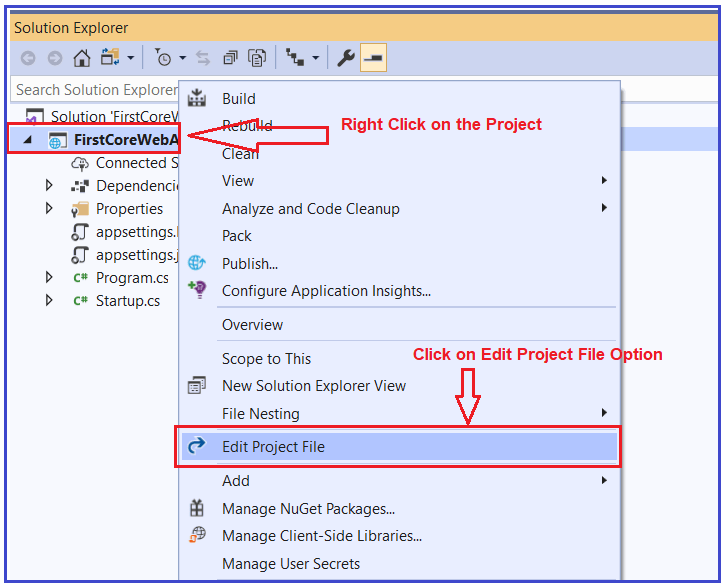 Solution Explorer
Search Solution Explorer
Solution 'FirstCoreW
FirstCoreWebA
Connected S
Dependenci
Properties
appsettings.
appsettings.j
C# Program.cs
C# Startup.cs
Build
Rebuild
Right Click on the Project
Clean
View
Analyze and Code Cleanup
Pack
Publish...
Configure Application Insights...
Overview
Scope to This
Click on Edit Project File Option
New Solution Explorer View
File Nesting
Edit Project File
Add
Manage NuGet Packages...
Manage Client-Side Libraries...
Manage User Secrets